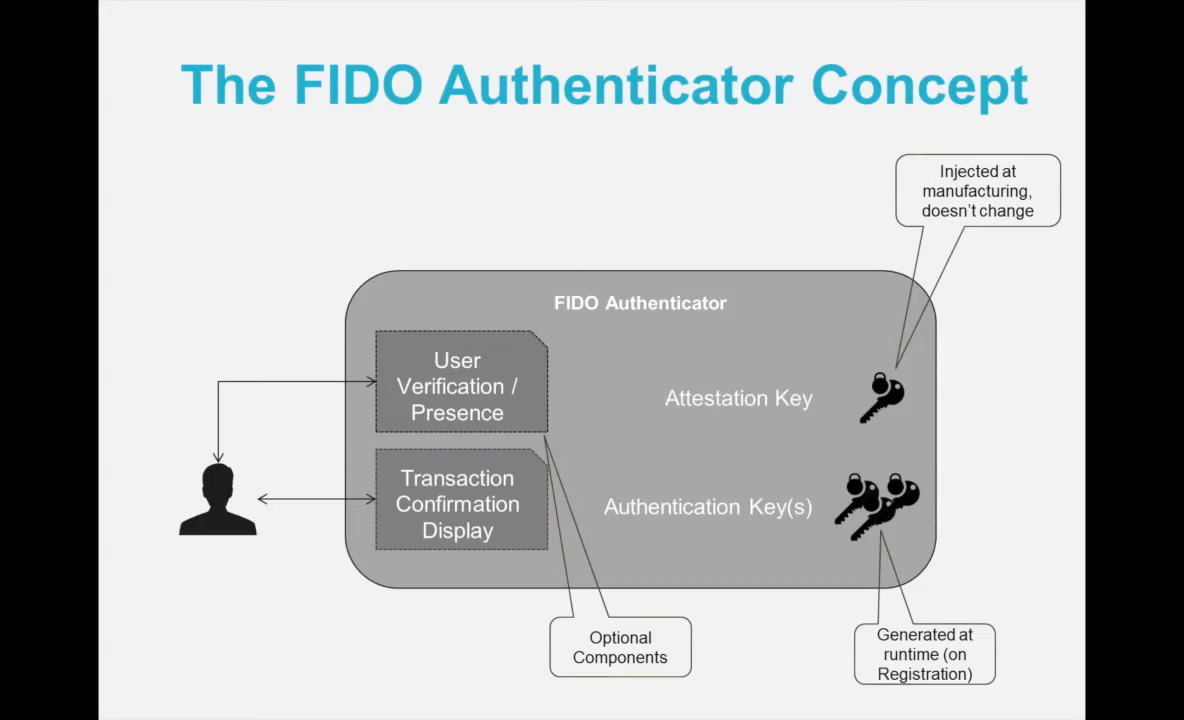 The FIDO Authenticator Concept
Injected at
manufacturing,
doesn't change
FIDO Authenticator
User
Verification /
Presence
Attestation Key
Transaction
Confirmation
Display
Authentication Key(s)
Optional
Components
Generated at
runtime (on
Registration)